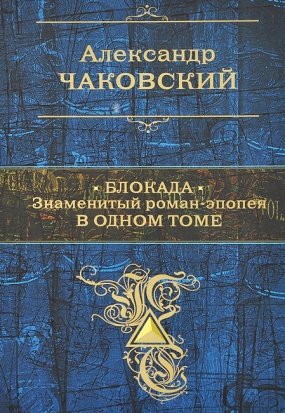 Александр
ЧАКОВСКИЙ
• БЛОКАДА •
Знаменитый роман-эпопея
В ОДНОМ ТОМЕ